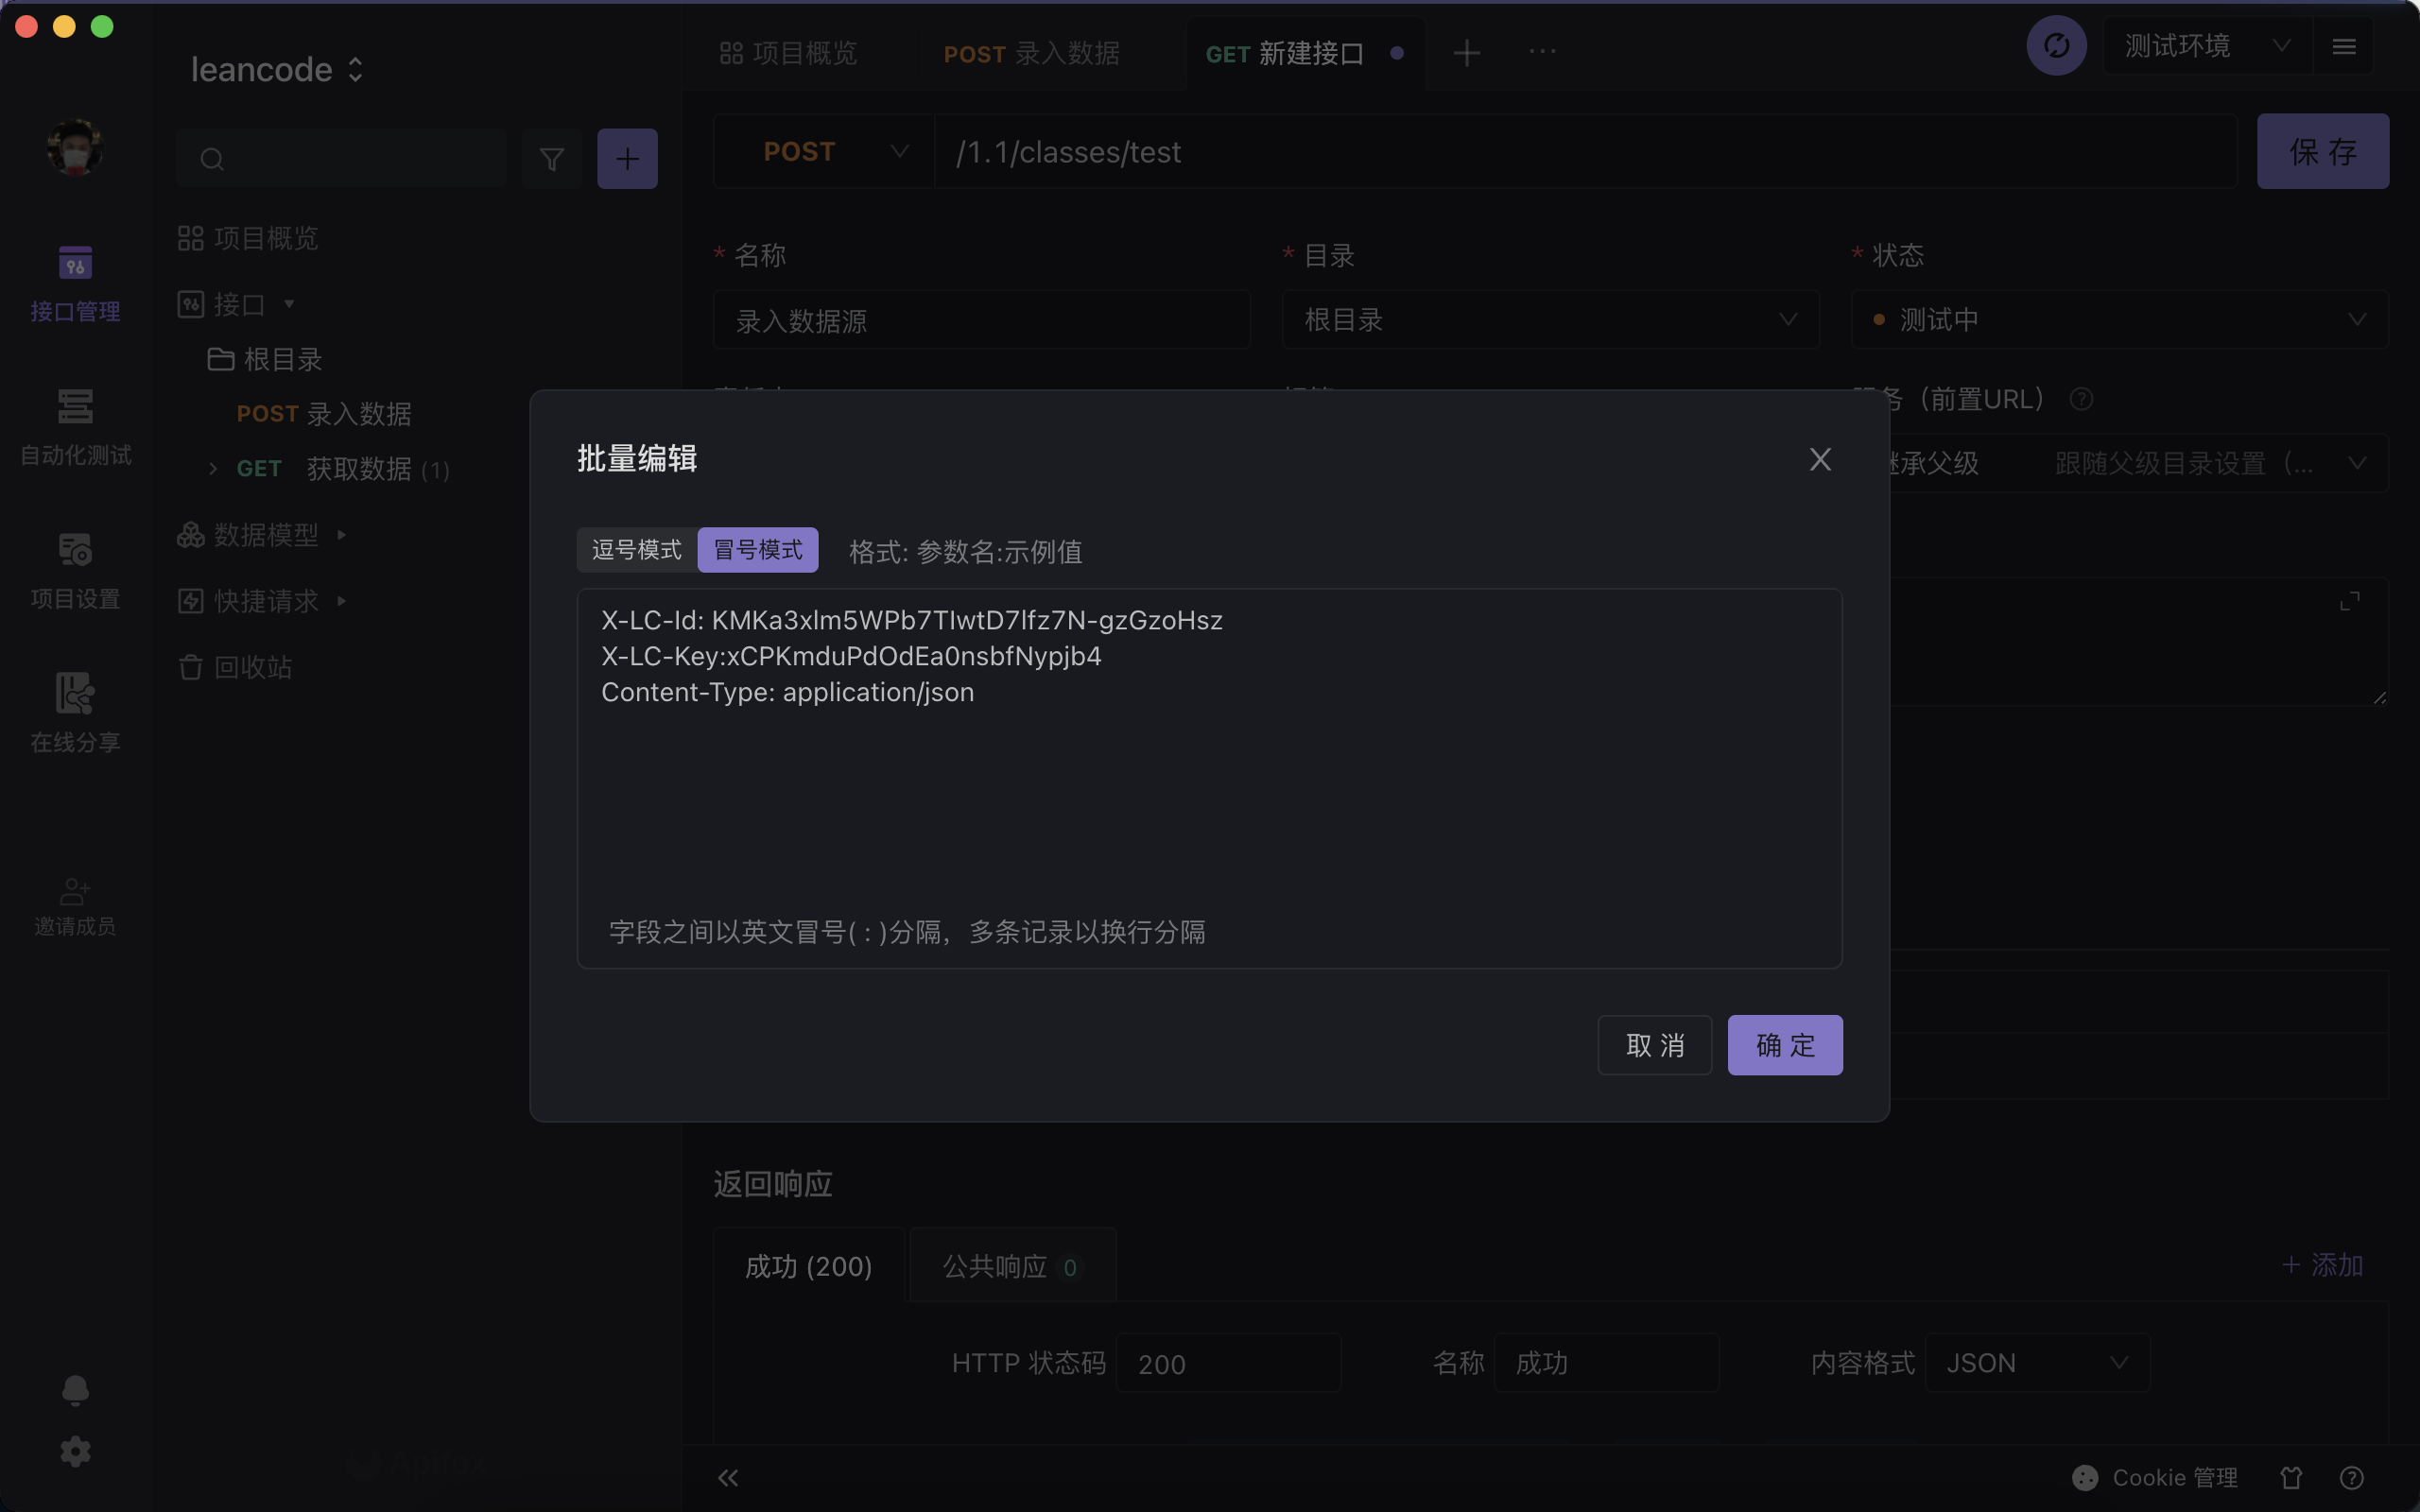 leancode
项目概览
POST 录入数据
GET 新建接口
测试环境
POST
/1.1/classes/test
保 存
接口管理
自动化测试
项目设置
在线分享
邀请成员
项目概览
接口
根目录
POST 录入数据
GET 获取数据 (1)
数据模型
快捷请求
回收站
* 名称
* 目录
* 状态
录入数据源
根目录
测试中
务（前置URL）
承父级
跟随父级目录设置（...
批量编辑
逗号模式
冒号模式
格式: 参数名:示例值
X-LC-Id: KMKa3xlm5WPb7TIwtD7lfz7N-gzGzoHsz
X-LC-Key:xCPKmduPdOdEa0nsbfNypjb4
Content-Type: application/json
字段之间以英文冒号( : )分隔，多条记录以换行分隔
取 消
确 定
返回响应
成功 (200)
公共响应 0
+ 添加
HTTP 状态码
200
名称
成功
内容格式
JSON
Apifox
Cookie 管理